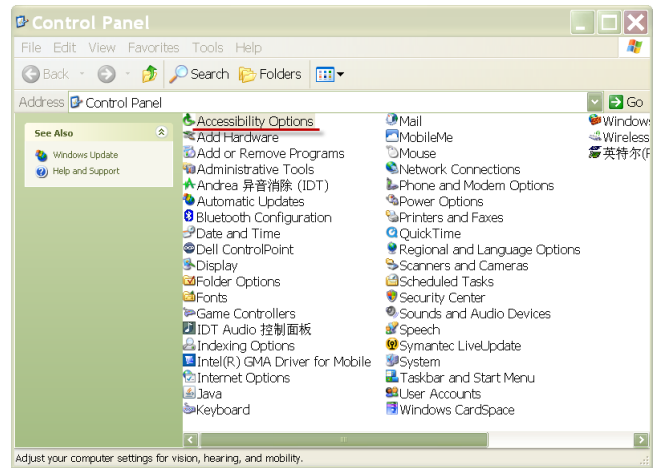 Control Panel
File Edit View Favorites Tools Help
Back Search Folders
Address Control Panel Go
See Also
Windows Update
Help and Support
Accessibility Options
Add Hardware
Add or Remove Programs
Administrative Tools
Andrea 异音消除 (IDT)
Automatic Updates
Bluetooth Configuration
Date and Time
Dell ControlPoint
Display
Folder Options
Fonts
Game Controllers
IDT Audio 控制面板
Indexing Options
Intel(R) GMA Driver for Mobile
Internet Options
Java
Keyboard
Mail
MobileMe
Mouse
Network Connections
Phone and Modem Options
Power Options
Printers and Faxes
QuickTime
Regional and Language Options
Scanners and Cameras
Scheduled Tasks
Security Center
Sounds and Audio Devices
Speech
Symantec LiveUpdate
System
Taskbar and Start Menu
User Accounts
Windows CardSpace
Window
Wireless
英特尔(
Adjust your computer settings for vision, hearing, and mobility.